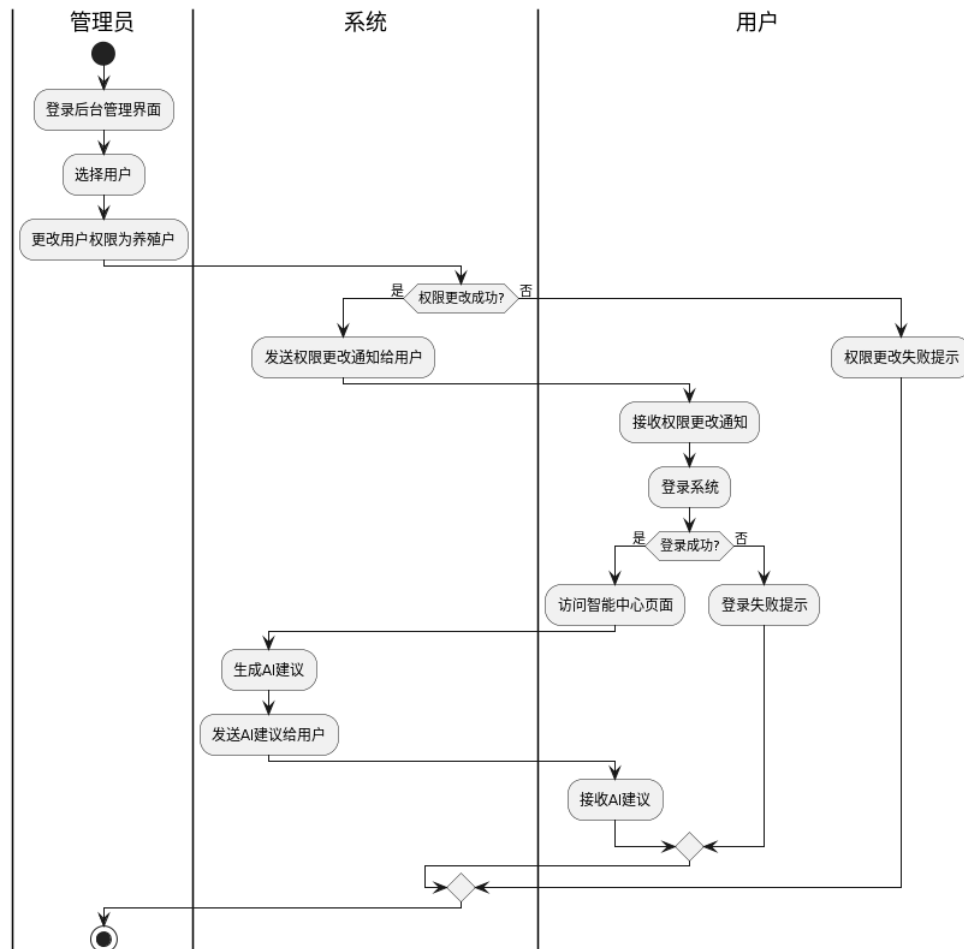 管理员
系统
用户
登录后台管理界面
选择用户
更改用户权限为养殖户
是
权限更改成功?
否
发送权限更改通知给用户
权限更改失败提示
接收权限更改通知
登录系统
是
登录成功?
否
访问智能中心页面
登录失败提示
生成AI建议
发送AI建议给用户
接收AI建议